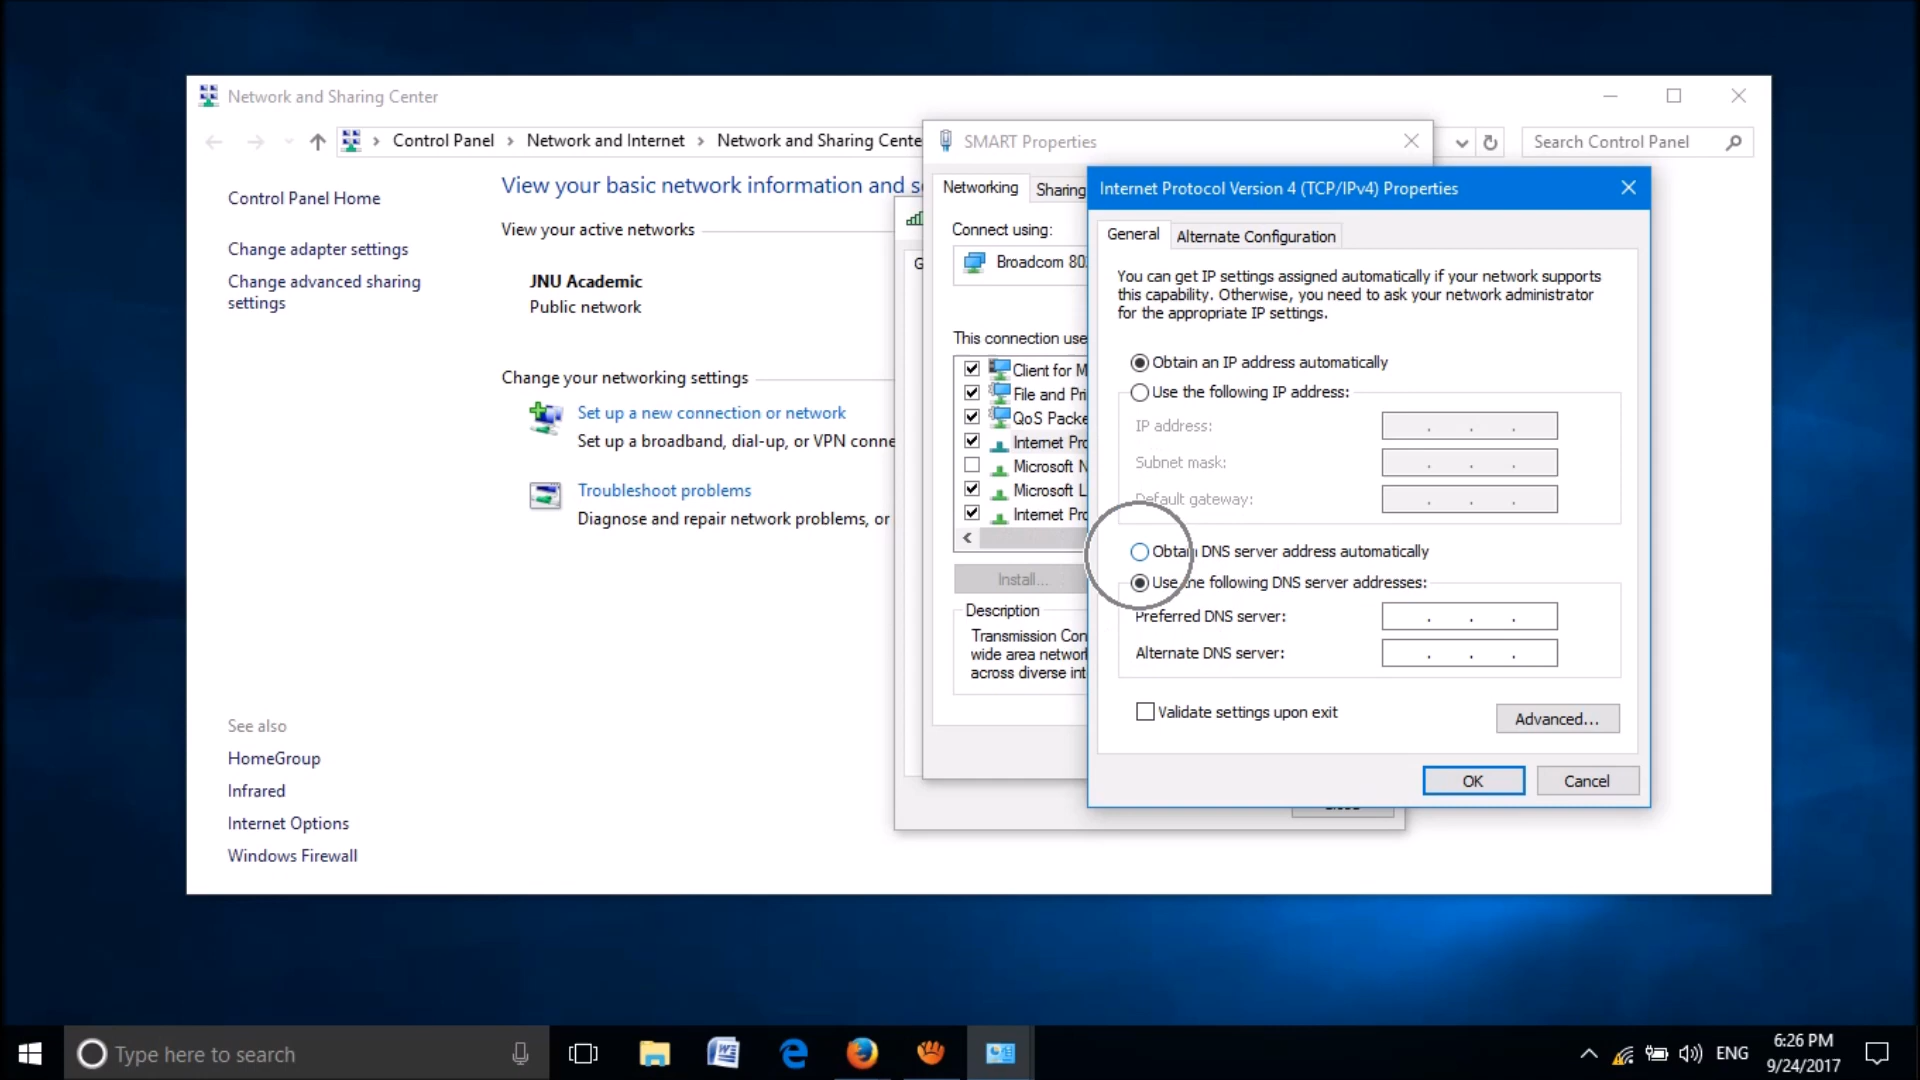 Network and Sharing Center
Control Panel
Network and Internet
Network and Sharing Cente
Search Control Panel
Control Panel Home
Change adapter settings
Change advanced sharing
settings
See also
HomeGroup
Infrared
Internet Options
Windows Firewall
View your basic network information and s
View your active networks
JNU Academic
Public network
Change your networking settings
Set up a new connection or network
Set up a broadband, dial-up, or VPN conne
Troubleshoot problems
Diagnose and repair network problems, or
SMART Properties
Networking
Sharing
Connect using:
Broadcom 80
This connection use
Client for M
File and Pri
QoS Packe
Internet Pro
Microsoft N
Microsoft L
Internet Pro
Install...
Description
Transmission Con
wide area network
across diverse int
Internet Protocol Version 4 (TCP/IPv4) Properties
General
Alternate Configuration
You can get IP settings assigned automatically if your network supports
this capability. Otherwise, you need to ask your network administrator
for the appropriate IP settings.
Obtain an IP address automatically
Use the following IP address:
IP address:
Subnet mask:
Default gateway:
Obtain DNS server address automatically
Use the following DNS server addresses:
Preferred DNS server:
Alternate DNS server:
Validate settings upon exit
Advanced...
OK
Cancel
Type here to search
ENG
6:26 PM
9/24/2017